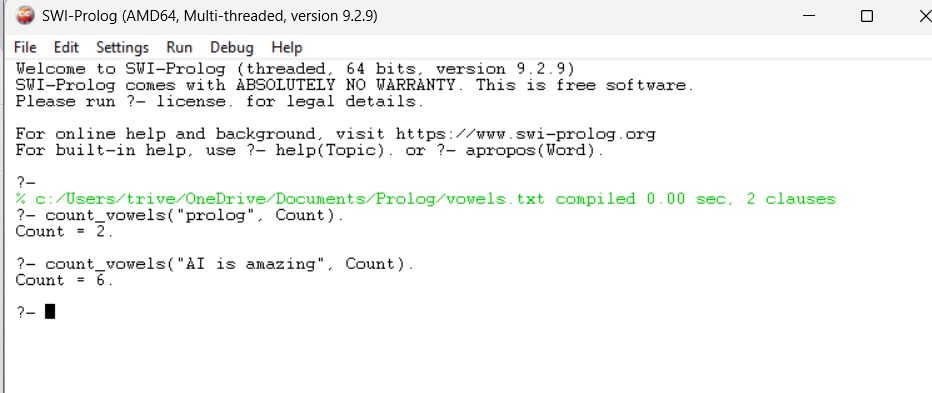 SWI-Prolog (AMD64, Multi-threaded, version 9.2.9)
File Edit Settings Run Debug Help
Welcome to SWI-Prolog (threaded, 64 bits, version 9.2.9)
SWI-Prolog comes with ABSOLUTELY NO WARRANTY. This is free software.
Please run ?- license. for legal details.
For online help and background, visit https://www.swi-prolog.org
For built-in help, use ?- help(Topic). or ?- apropos(Word).
?-
% c:/Users/trive/OneDrive/Documents/Prolog/vowels.txt compiled 0.00 sec, 2 clauses
?- count_vowels("prolog", Count).
Count = 2.
?- count_vowels("AI is amazing", Count).
Count = 6.
?-